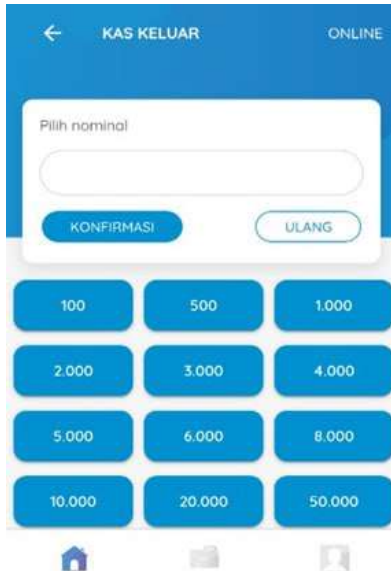 KAS KELUAR ONLINE
Pilih nominal
KONFIRMASI ULANG
100 500 1.000
2.000 3.000 4.000
5.000 6.000 8.000
10.000 20.000 50.000